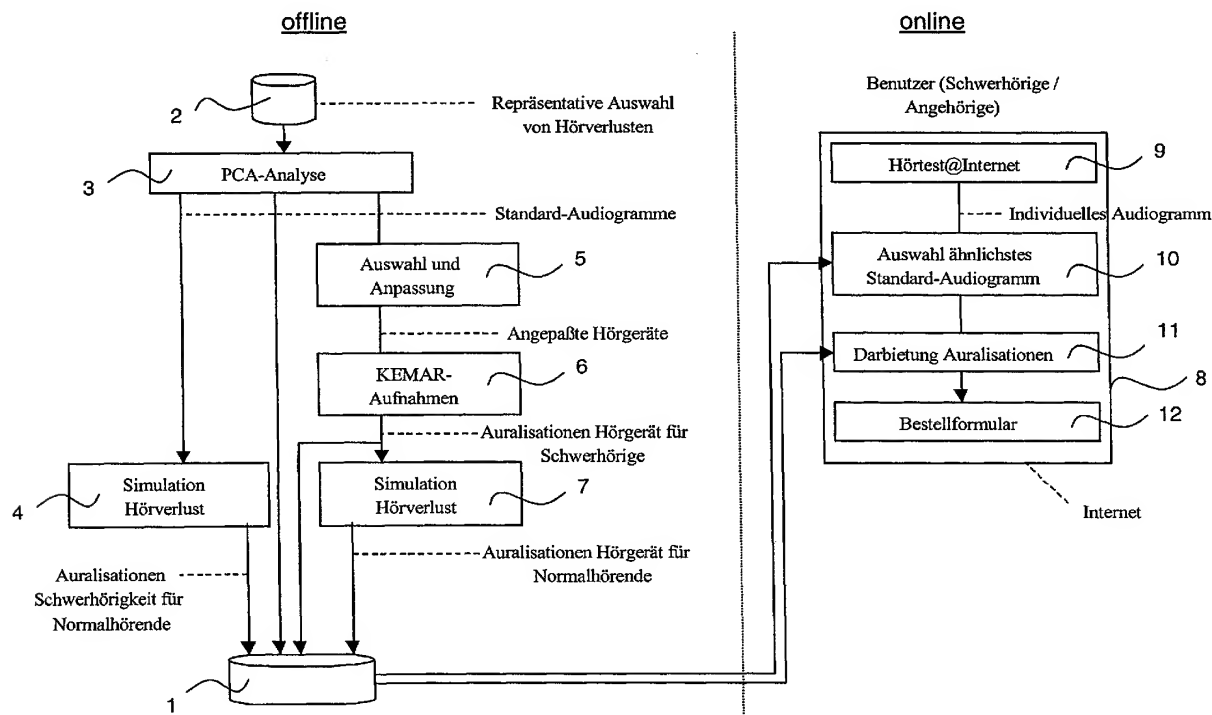 offline
2
Repräsentative Auswahl
von Hörverlusten
3
PCA-Analyse
Standard-Audiogramme
5
Auswahl und
Anpassung
Angepaßte Hörgeräte
6
KEMAR-
Aufnahmen
Auralisationen Hörgerät für
Schwerhörige
4
Simulation
Hörverlust
7
Simulation
Hörverlust
Auralisationen
Schwerhörigkeit für
Normalhörende
Auralisationen Hörgerät für
Normalhörende
1
online
Benutzer (Schwerhörige /
Angehörige)
9
Hörtest@Internet
Individuelles Audiogramm
10
Auswahl ähnlichstes
Standard-Audiogramm
11
Darbietung Auralisationen
8
12
Bestellformular
Internet